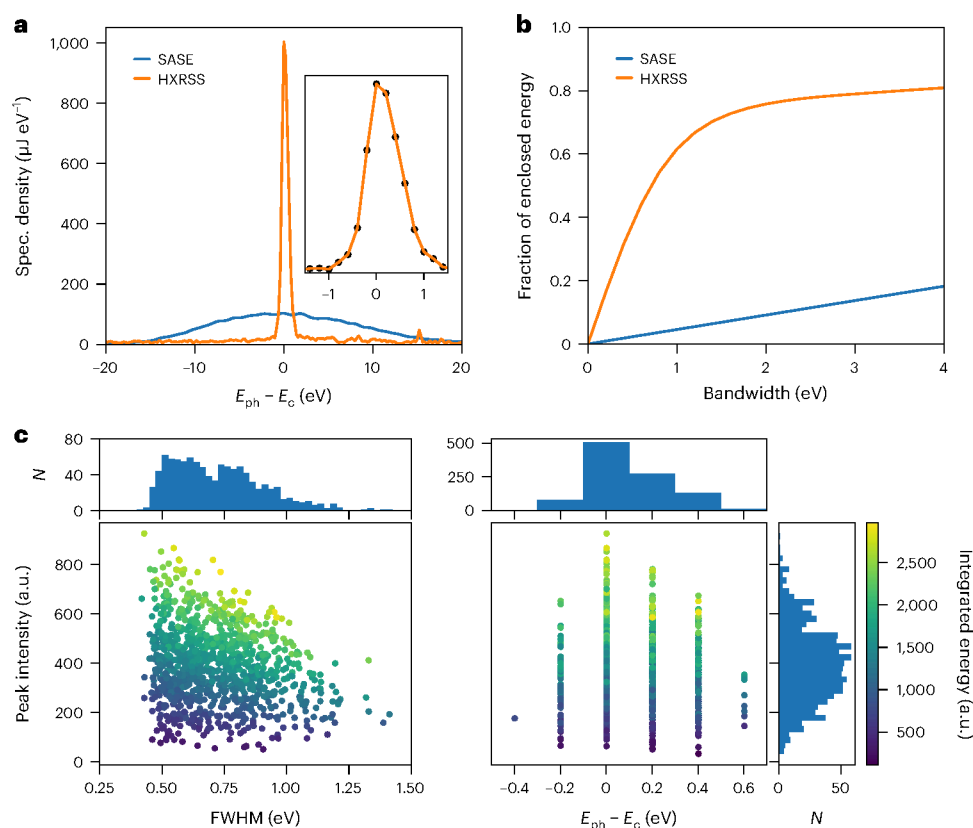 a
SASE
HXRSS
1,000
800
600
400
200
0
Spec. density (µJ eV⁻¹)
−1 0 1
−20 −10 0 10 20
E_ph − E_c (eV)
b
SASE
HXRSS
1.0
0.8
0.6
0.4
0.2
0
Fraction of enclosed energy
0 1 2 3 4
Bandwidth (eV)
c
80
40
0
N
500
250
0
800
600
400
200
0
Peak intensity (a.u.)
0.25 0.50 0.75 1.00 1.25 1.50
FWHM (eV)
−0.4 −0.2 0 0.2 0.4 0.6
E_ph − E_c (eV)
0 50
N
2,500
2,000
1,500
1,000
500
Integrated energy (a.u.)